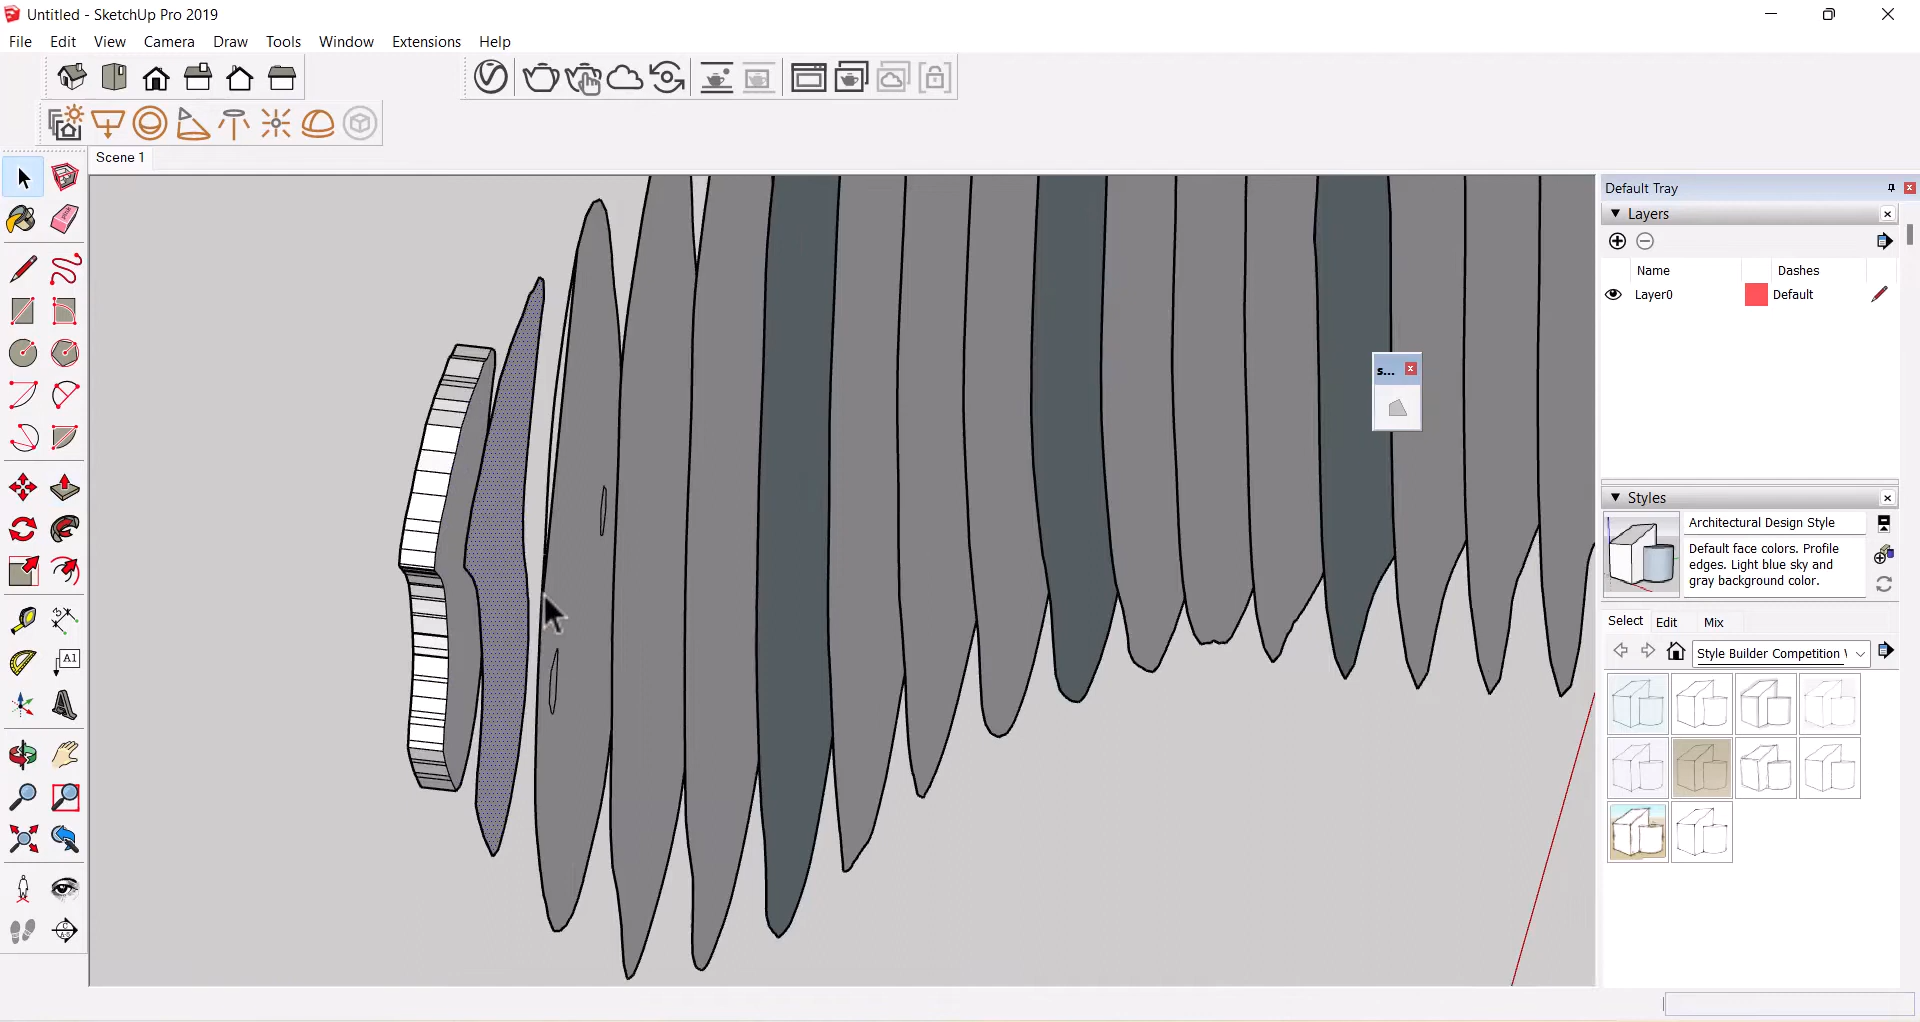 Untitled - SketchUp Pro 2019
File Edit View Camera Draw Tools Window Extensions Help
Scene 1
Default Tray
Layers
Name Dashes
Layer0 Default
s...
Styles
Architectural Design Style
Default face colors. Profile
edges. Light blue sky and
gray background color.
Select Edit Mix
Style Builder Competition
A1